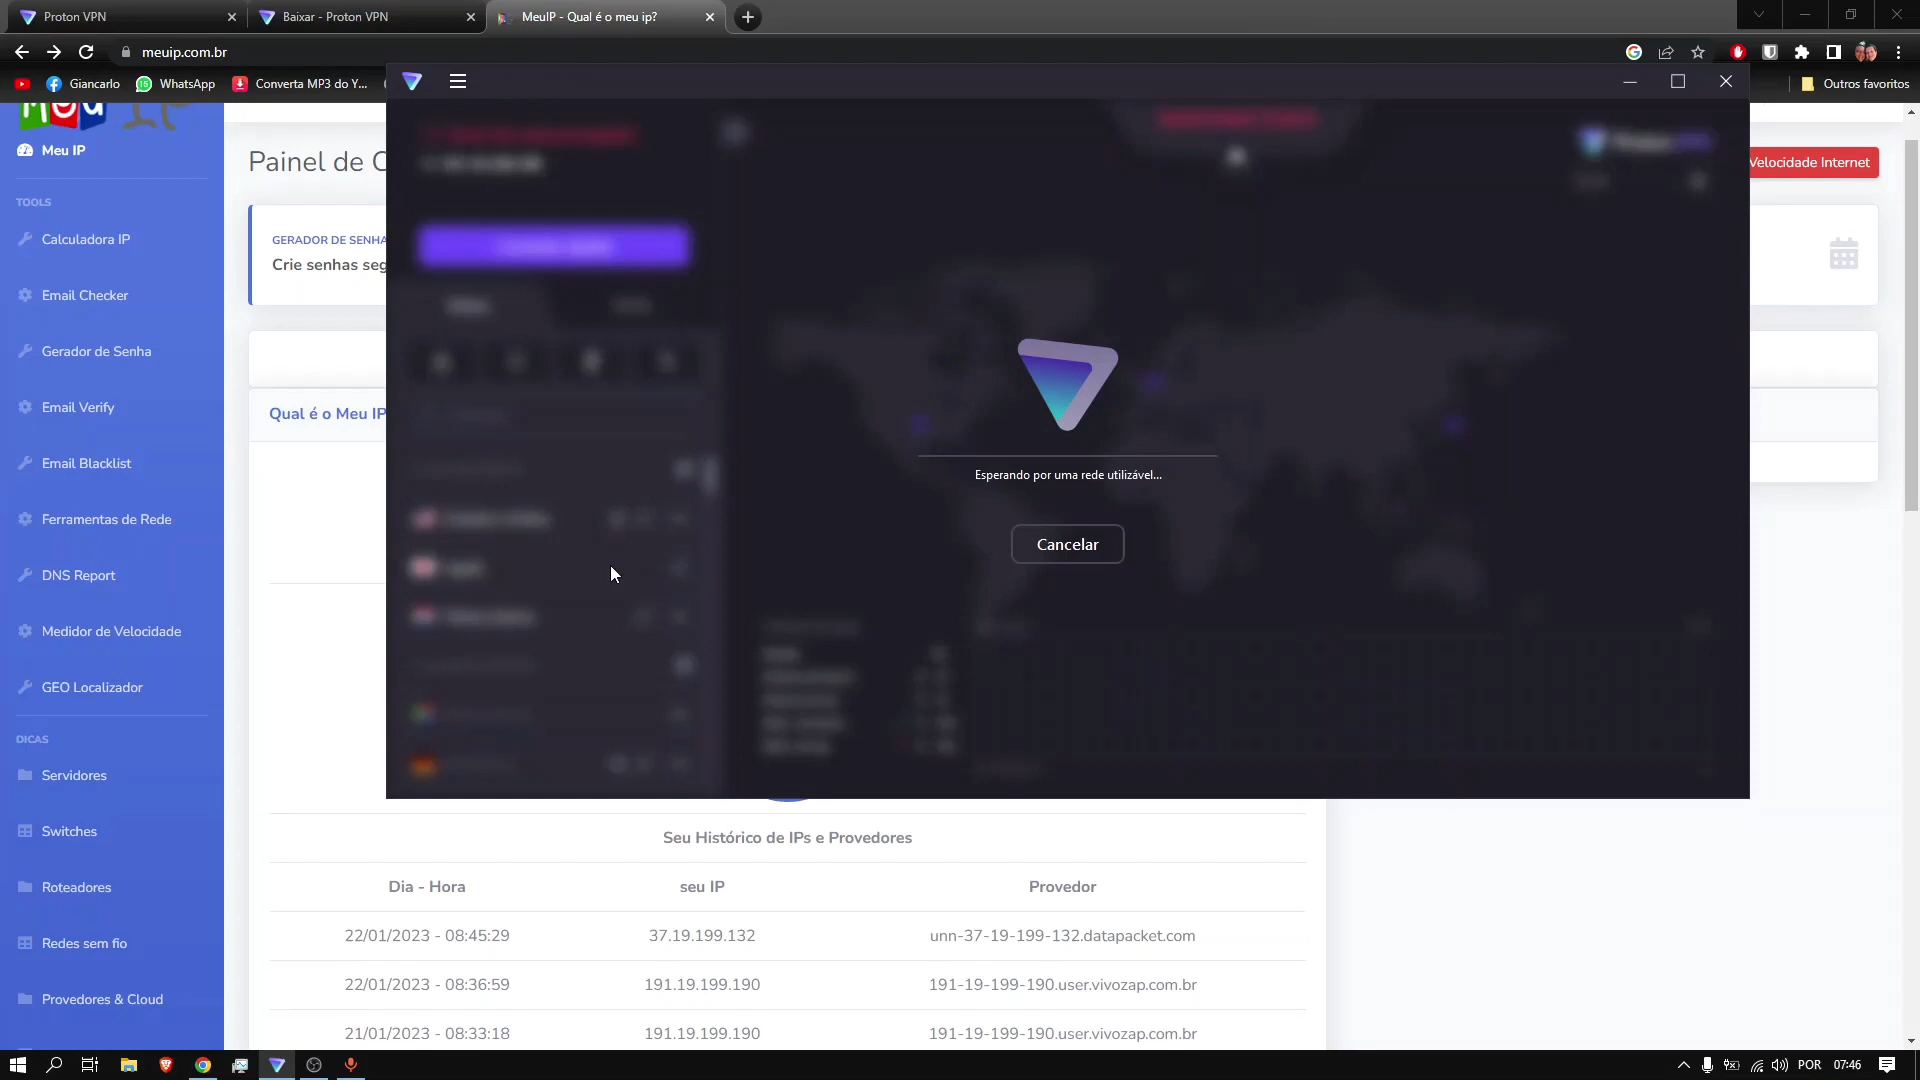 Proton VPN
Baixar - Proton VPN
MeuIP - Qual é o meu ip?
meuip.com.br
Giancarlo
WhatsApp
Converta MP3 do Y...
Outros favoritos
Meu IP
Painel de C
Velocidade Internet
TOOLS
Calculadora IP
GERADOR DE SENHA
Crie senhas seg
Email Checker
Gerador de Senha
Email Verify
Qual é o Meu IP
Email Blacklist
Esperando por uma rede utilizável...
Ferramentas de Rede
Cancelar
DNS Report
Medidor de Velocidade
GEO Localizador
DICAS
Servidores
Switches
Seu Histórico de IPs e Provedores
Roteadores
Dia - Hora
seu IP
Provedor
Redes sem fio
22/01/2023 - 08:45:29
37.19.199.132
unn-37-19-199-132.datapacket.com
Provedores & Cloud
22/01/2023 - 08:36:59
191.19.199.190
191-19-199-190.user.vivozap.com.br
21/01/2023 - 08:33:18
191.19.199.190
191-19-199-190.user.vivozap.com.br
POR
07:46